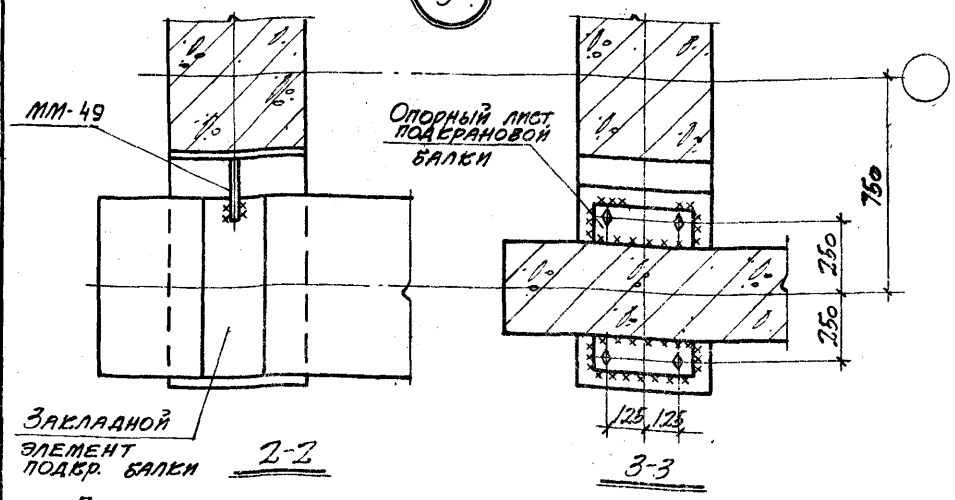 ММ-49
Опорный лист
подкрановой
балки
750
250
250
125 125
Закладной
элемент
подкр. балки
2-2
3-3